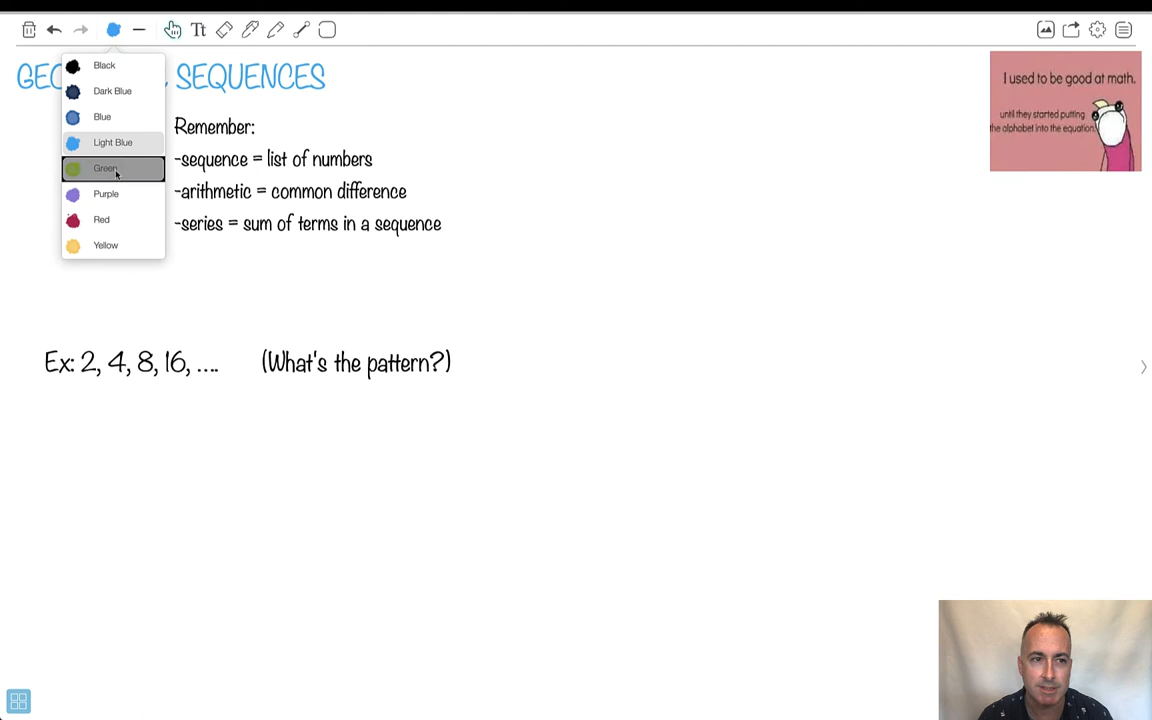 Tt
Black
Dark Blue
Blue
Light Blue
Green
Purple
Red
Yellow
SEQUENCES
Remember:
-sequence = list of numbers
-arithmetic = common difference
-series = sum of terms in a sequence
Ex: 2, 4, 8, 16, .... (What's the pattern?)
I used to be good at math.
until they started putting
the alphabet into the equation.